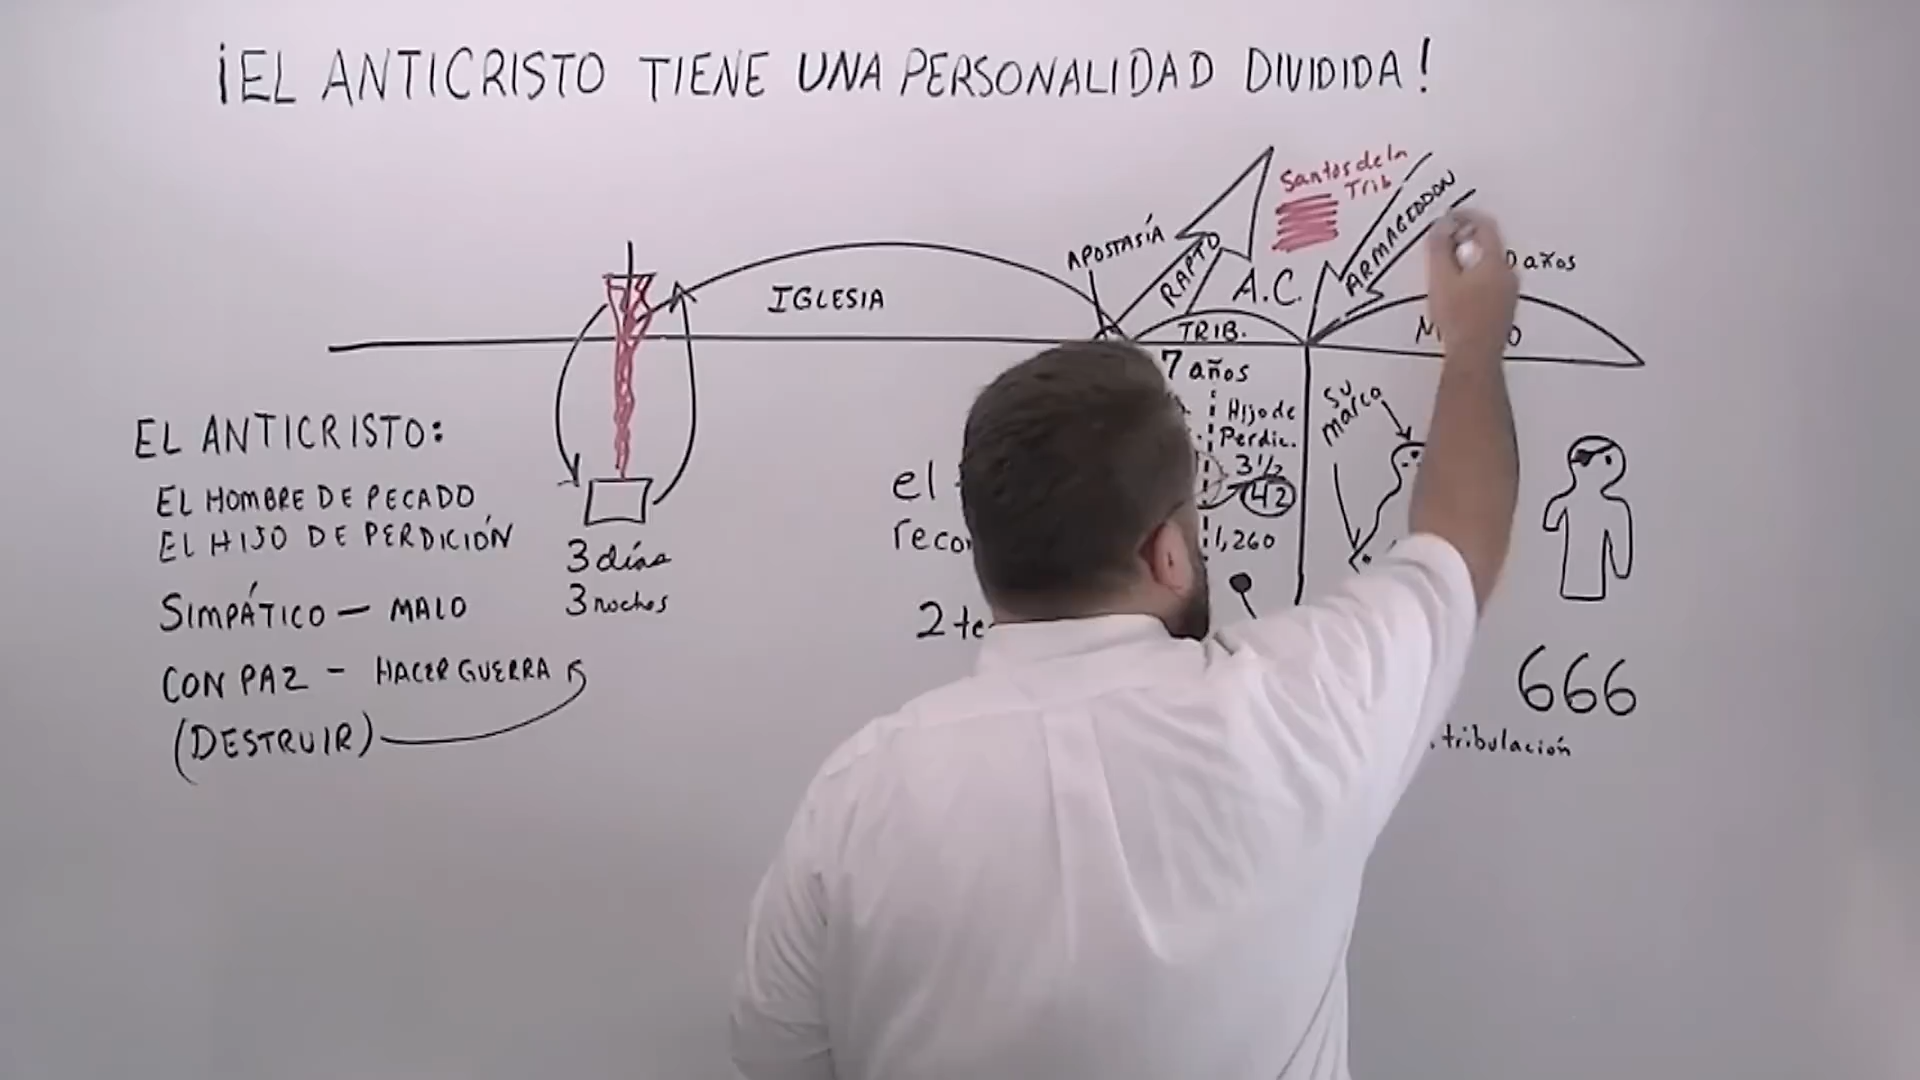 ¡EL ANTICRISTO TIENE UNA PERSONALIDAD DIVIDIDA!
Santos de la
Trib
APOSTASÍA
RAPTO
ARMAGEDDON
IGLESIA
A.C.
años
TRIB.
7 años
EL ANTICRISTO:
EL HOMBRE DE PECADO
EL HIJO DE PERDICIÓN
SIMPÁTICO — MALO
CON PAZ - HACER GUERRA
(DESTRUIR)
3 días
3 noches
el
2
Hijo de
Perdic.
3 1/2
42
1,260
su
marca
666
tribulación